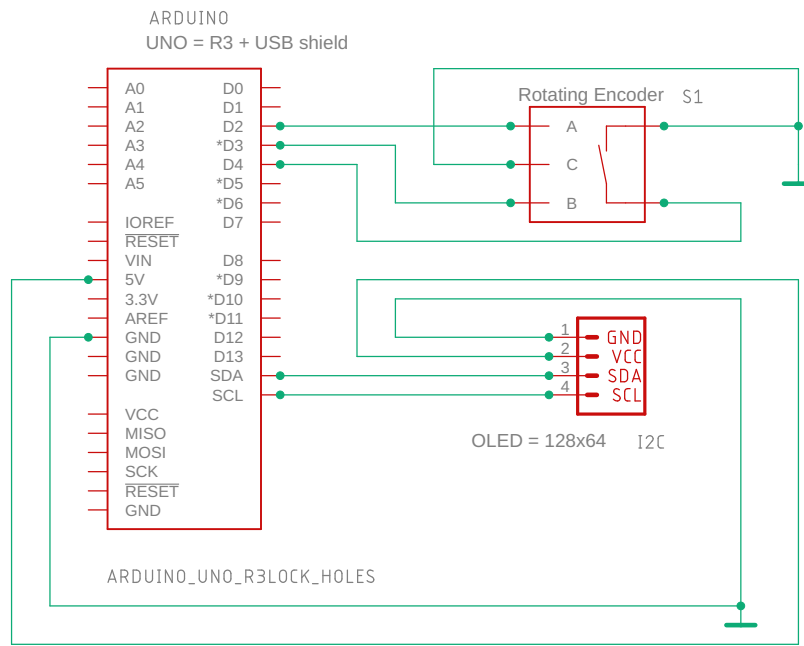 ARDUINO
UNO = R3 + USB shield
A0
A1
A2
A3
A4
A5
IOREF
RESET
VIN
5V
3.3V
AREF
GND
GND
GND
VCC
MISO
MOSI
SCK
RESET
GND
D0
D1
D2
*D3
D4
*D5
*D6
D7
D8
*D9
*D10
*D11
D12
D13
SDA
SCL
ARDUINO_UNO_R3LOCK_HOLES
Rotating Encoder S1
A
C
B
1 GND
2 VCC
3 SDA
4 SCL
OLED = 128x64 I2C